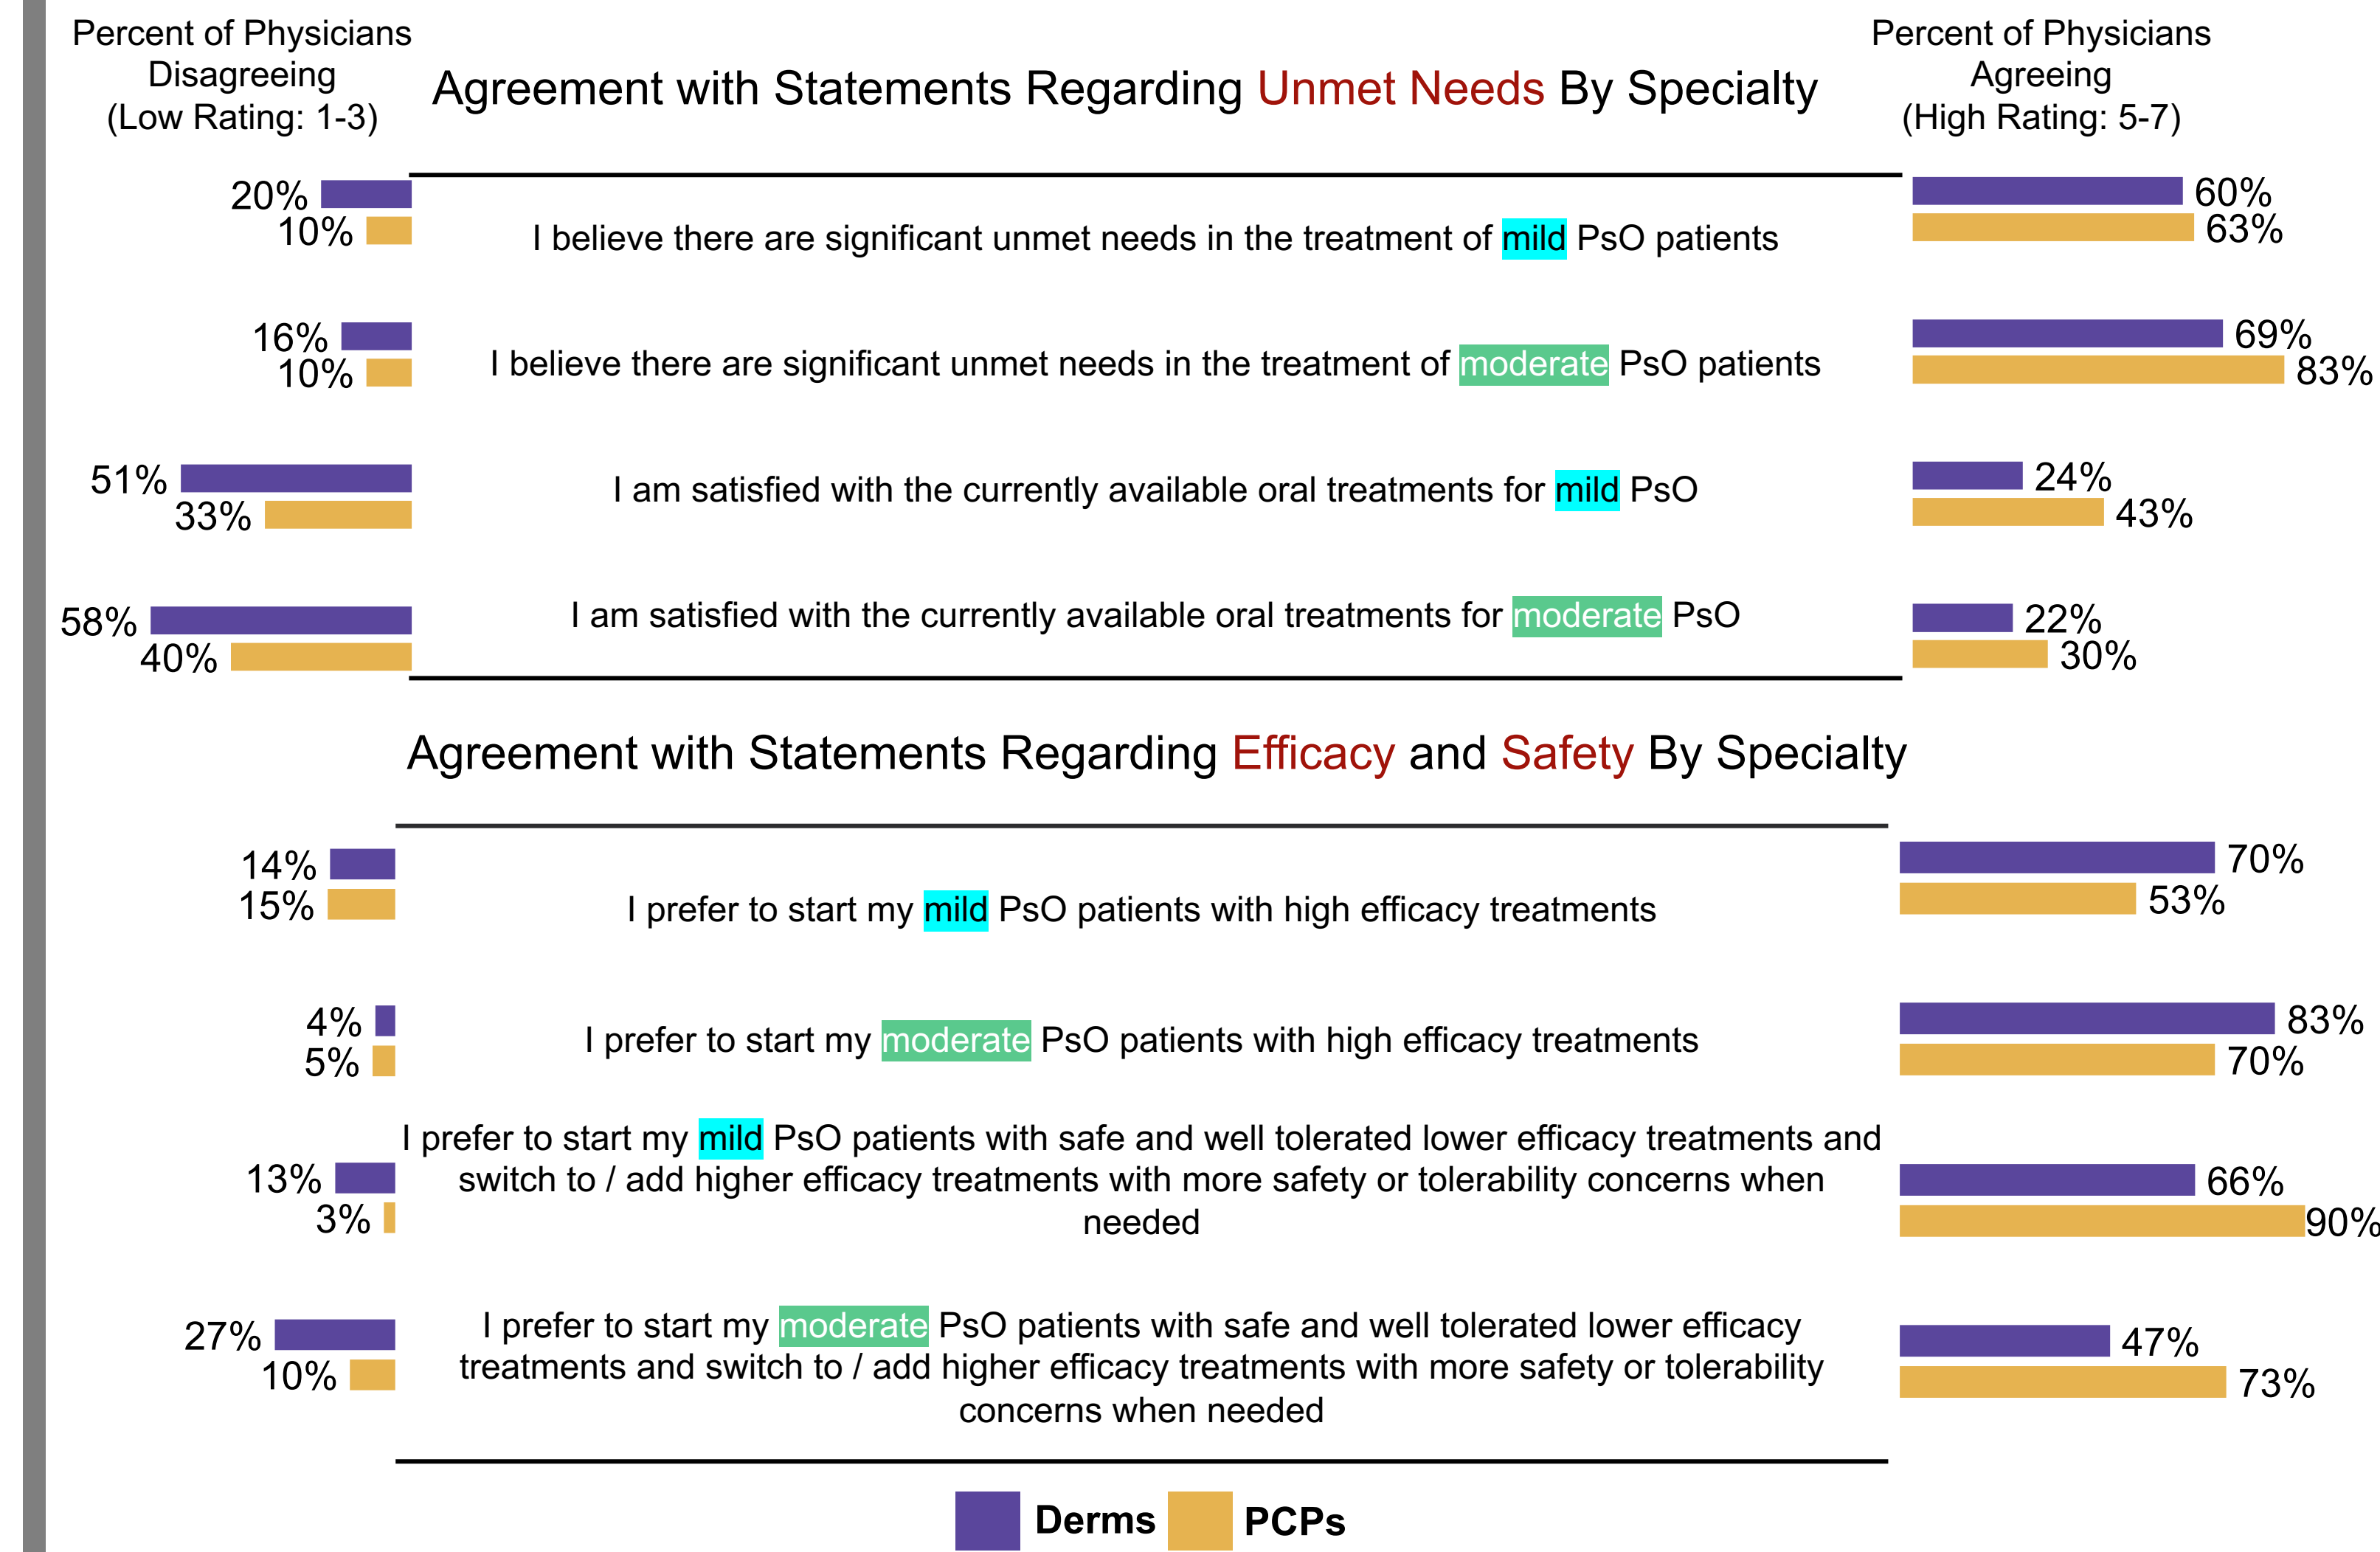 Percent of Physicians
Disagreeing
(Low Rating: 1-3)
Agreement with Statements Regarding Unmet Needs By Specialty
Percent of Physicians
Agreeing
(High Rating: 5-7)
20%
10%
I believe there are significant unmet needs in the treatment of mild PsO patients
60%
63%
16%
10%
I believe there are significant unmet needs in the treatment of moderate PsO patients
69%
83%
51%
33%
I am satisfied with the currently available oral treatments for mild PsO
24%
43%
58%
40%
I am satisfied with the currently available oral treatments for moderate PsO
22%
30%
Agreement with Statements Regarding Efficacy and Safety By Specialty
14%
15%
I prefer to start my mild PsO patients with high efficacy treatments
70%
53%
4%
5%
I prefer to start my moderate PsO patients with high efficacy treatments
83%
70%
13%
3%
I prefer to start my mild PsO patients with safe and well tolerated lower efficacy treatments and
switch to / add higher efficacy treatments with more safety or tolerability concerns when
needed
66%
90%
27%
10%
I prefer to start my moderate PsO patients with safe and well tolerated lower efficacy
treatments and switch to / add higher efficacy treatments with more safety or tolerability
concerns when needed
47%
73%
Derms
PCPs